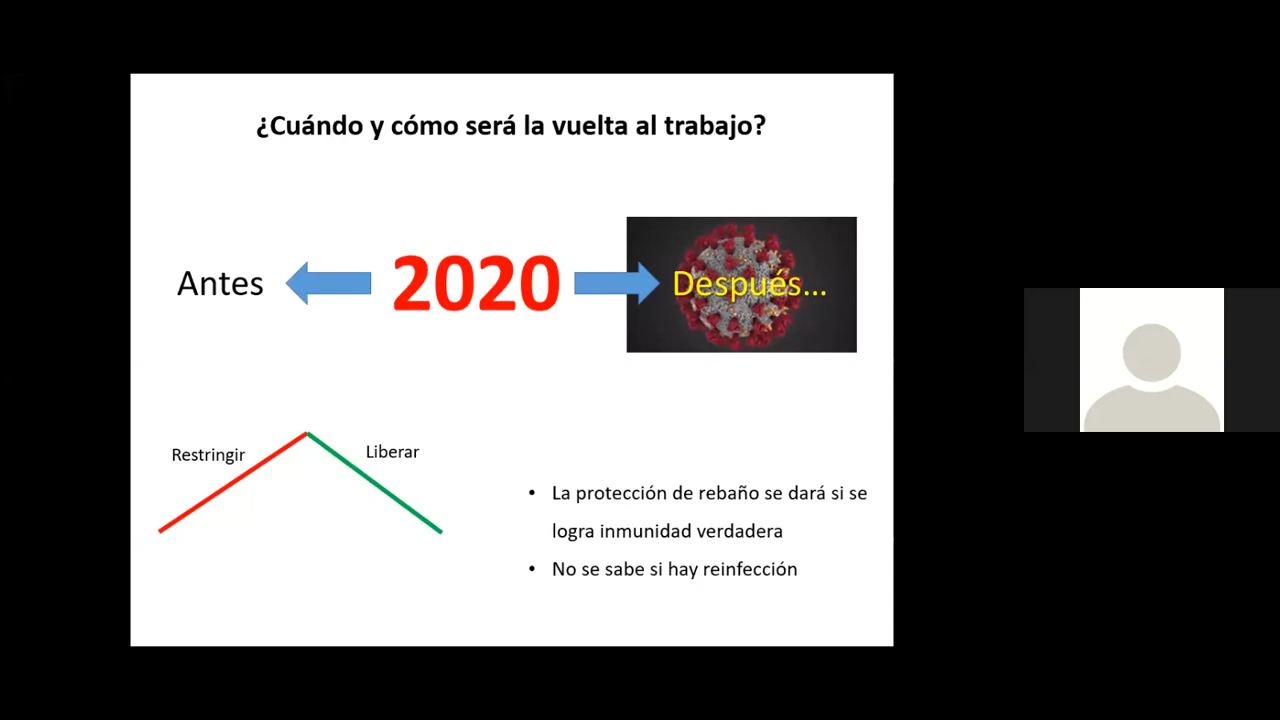 ¿Cuándo y cómo será la vuelta al trabajo?
Antes
2020
Después...
Restringir
Liberar
• La protección de rebaño se dará si se
logra inmunidad verdadera
• No se sabe si hay reinfección